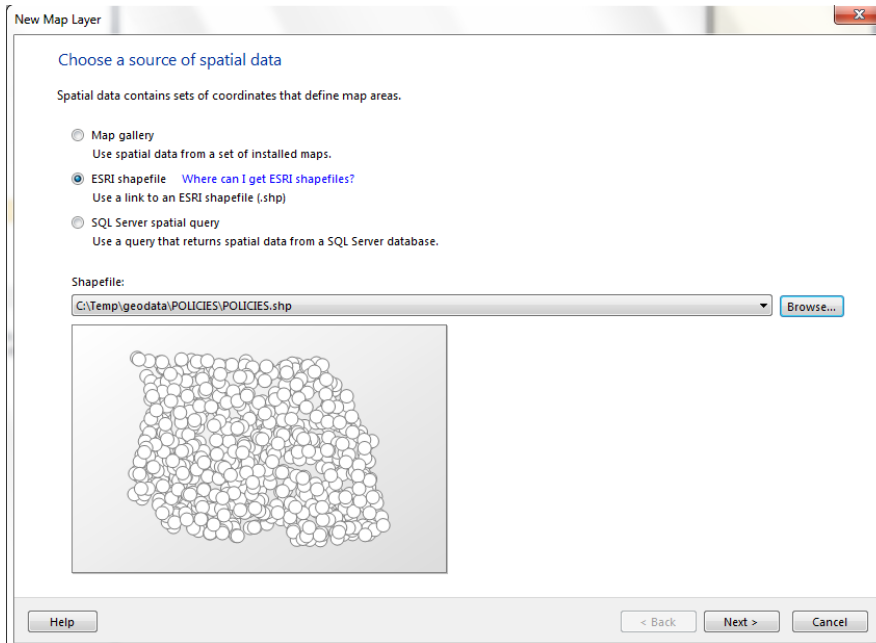 New Map Layer
Choose a source of spatial data
Spatial data contains sets of coordinates that define map areas.
Map gallery
Use spatial data from a set of installed maps.
ESRI shapefile Where can I get ESRI shapefiles?
Use a link to an ESRI shapefile (.shp)
SQL Server spatial query
Use a query that returns spatial data from a SQL Server database.
Shapefile:
C:\Temp\geodata\POLICIES\POLICIES.shp Browse...
Help < Back Next > Cancel